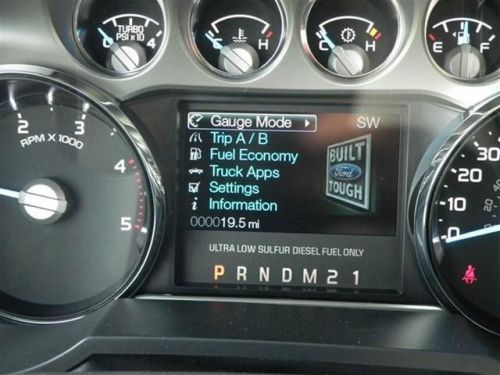 TURBO
PSI x 10
0 4
C H
C H
E F
Gauge Mode SW
Trip A / B
Fuel Economy
Truck Apps
Settings
Information
000019.5 mi
BUILT
Ford
TOUGH
ULTRA LOW SULFUR DIESEL FUEL ONLY
P R N D M 2 1
2 3 4 5
RPM X 1000
30
20
0